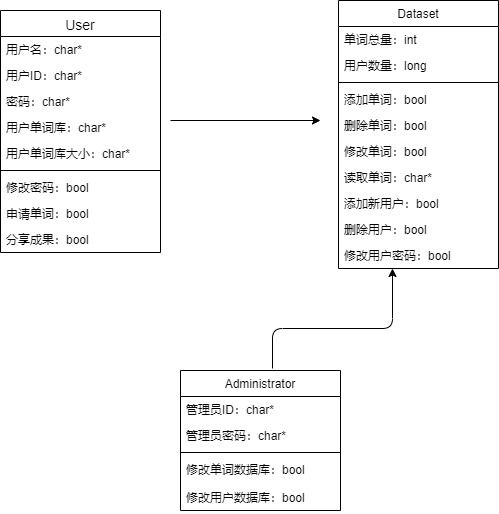 User
用户名：char*
用户ID：char*
密码：char*
用户单词库：char*
用户单词库大小：char*
修改密码：bool
申请单词：bool
分享成果：bool
Dataset
单词总量：int
用户数量：long
添加单词：bool
删除单词：bool
修改单词：bool
读取单词：char*
添加新用户：bool
删除用户：bool
修改用户密码：bool
Administrator
管理员ID：char*
管理员密码：char*
修改单词数据库：bool
修改用户数据库：bool